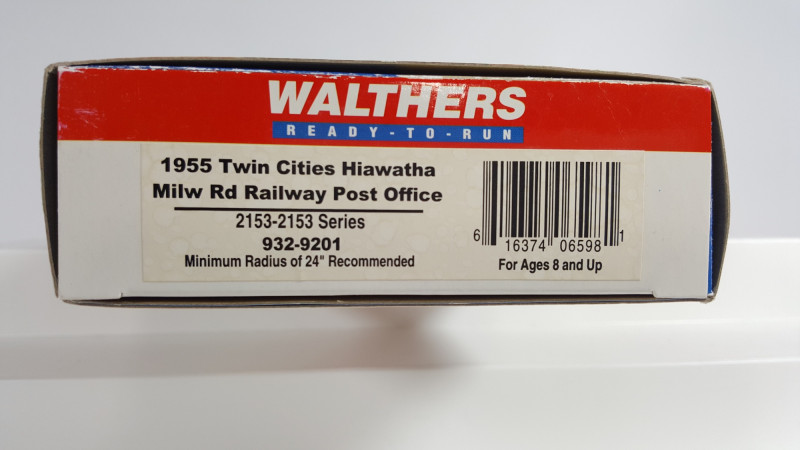 WALTHERS
READY-TO-RUN
1955 Twin Cities Hiawatha
Milw Rd Railway Post Office
2153-2153 Series
932-9201
Minimum Radius of 24" Recommended
6 16374 06598 1
For Ages 8 and Up